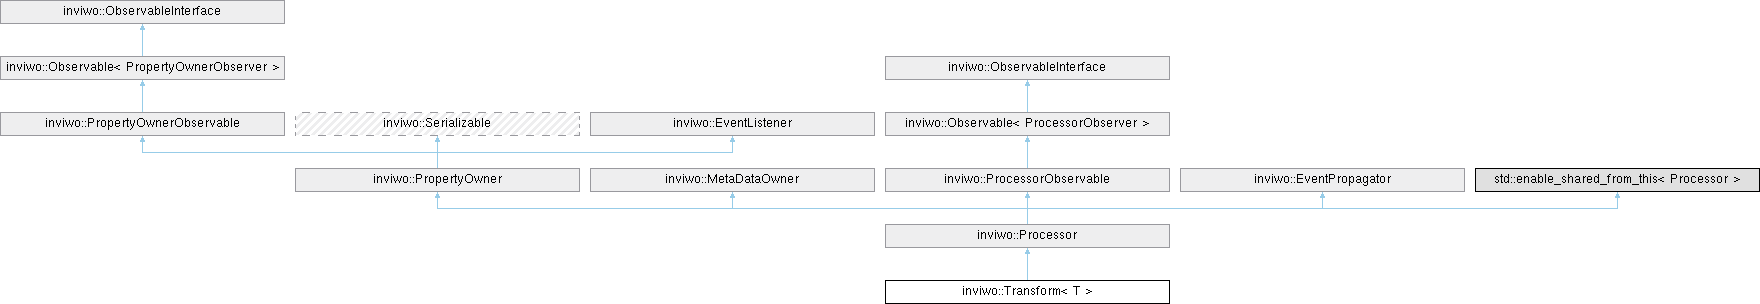 inviwo::ObservableInterface
inviwo::Observable< PropertyOwnerObserver >
inviwo::ObservableInterface
inviwo::PropertyOwnerObservable
inviwo::Serializable
inviwo::EventListener
inviwo::Observable< ProcessorObserver >
inviwo::PropertyOwner
inviwo::MetaDataOwner
inviwo::ProcessorObservable
inviwo::EventPropagator
std::enable_shared_from_this< Processor >
inviwo::Processor
inviwo::Transform< T >